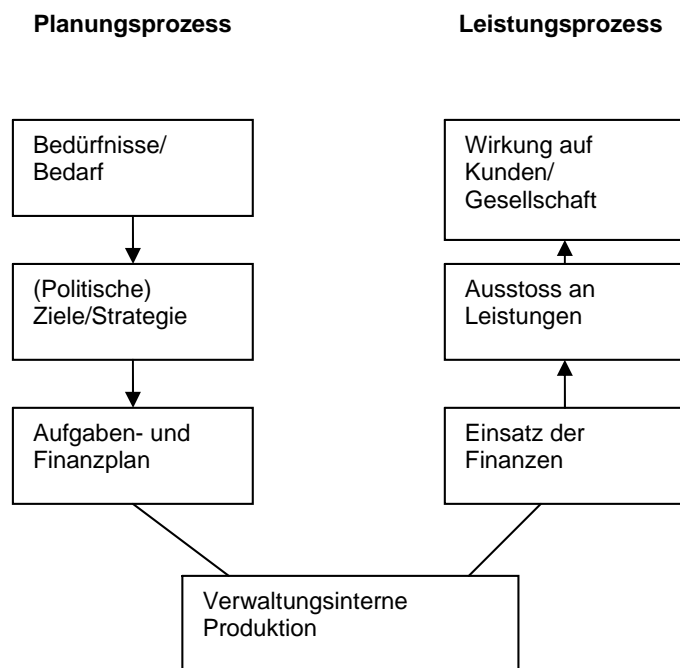 Planungsprozess
Leistungsprozess
Bedürfnisse/
Bedarf
Wirkung auf
Kunden/
Gesellschaft
(Politische)
Ziele/Strategie
Ausstoss an
Leistungen
Aufgaben- und
Finanzplan
Einsatz der
Finanzen
Verwaltungsinterne
Produktion